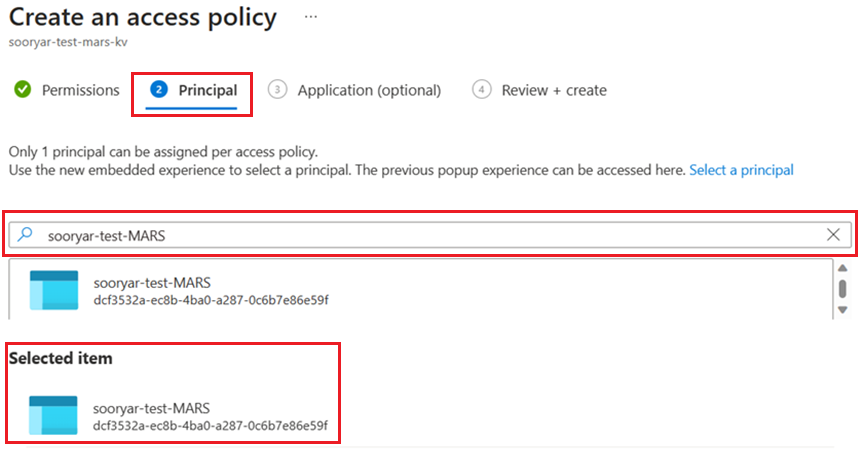 Create an access policy ...
sooryar-test-mars-kv
Permissions 2 Principal 3 Application (optional) 4 Review + create
Only 1 principal can be assigned per access policy.
Use the new embedded experience to select a principal. The previous popup experience can be accessed here. Select a principal
sooryar-test-MARS
sooryar-test-MARS
dcf3532a-ec8b-4ba0-a287-0c6b7e86e59f
Selected item
sooryar-test-MARS
dcf3532a-ec8b-4ba0-a287-0c6b7e86e59f